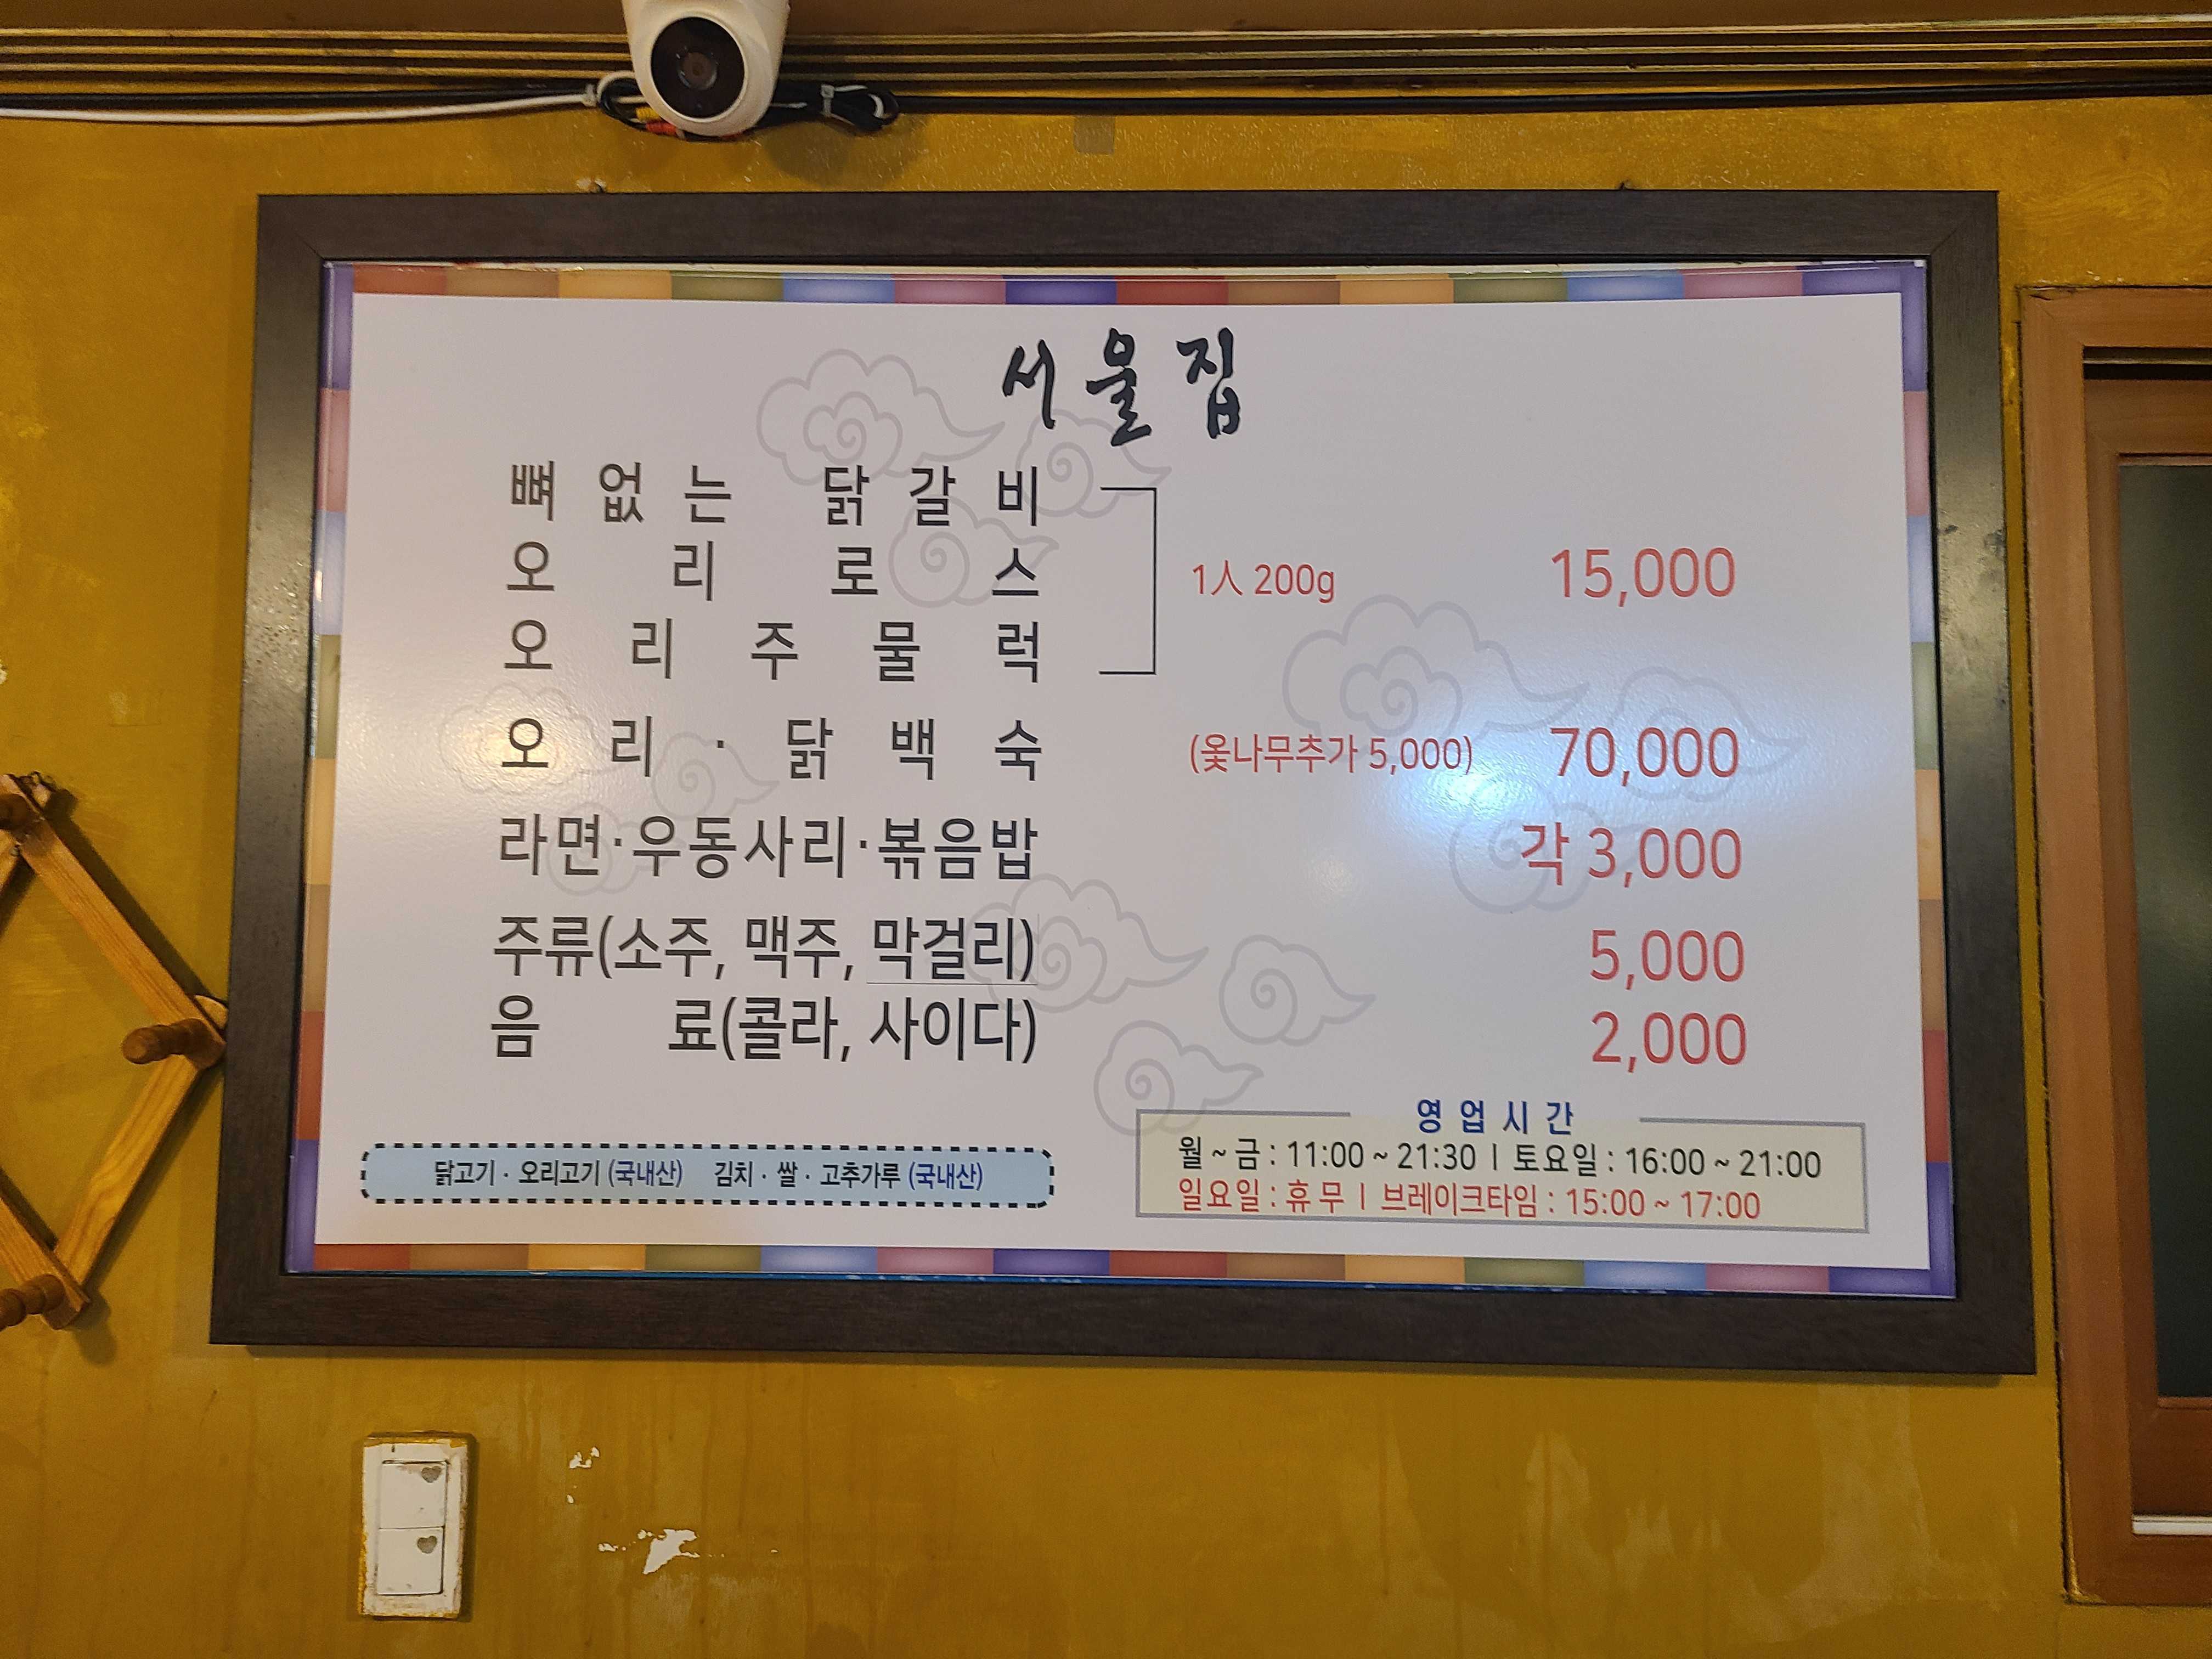 서울집
뼈없는 닭갈비
오리로스
1人 200g 15,000
오리주물럭
오리·닭백숙 (옻나무추가 5,000) 70,000
라면·우동사리·볶음밥 각 3,000
주류(소주, 맥주, 막걸리) 5,000
음 료(콜라, 사이다) 2,000
닭고기 · 오리고기 (국내산) 김치 · 쌀 · 고추가루 (국내산)
영업시간
월 ~ 금 : 11:00 ~ 21:30 I 토요일 : 16:00 ~ 21:00
일요일 : 휴 무 I 브레이크타임 : 15:00 ~ 17:00